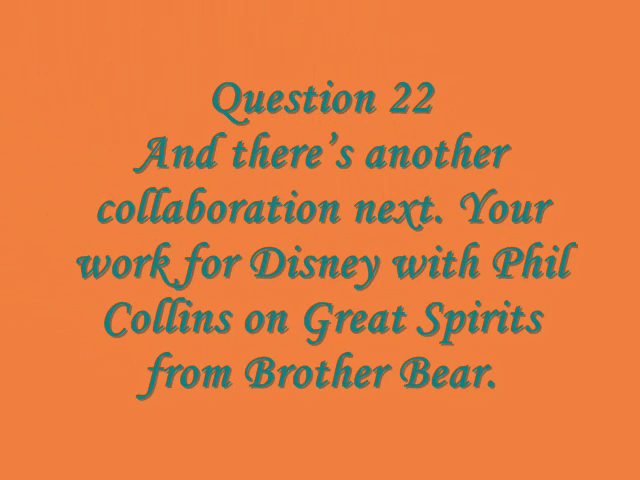 Question 22
And there’s another
collaboration next. Your
work for Disney with Phil
Collins on Great Spirits
from Brother Bear.